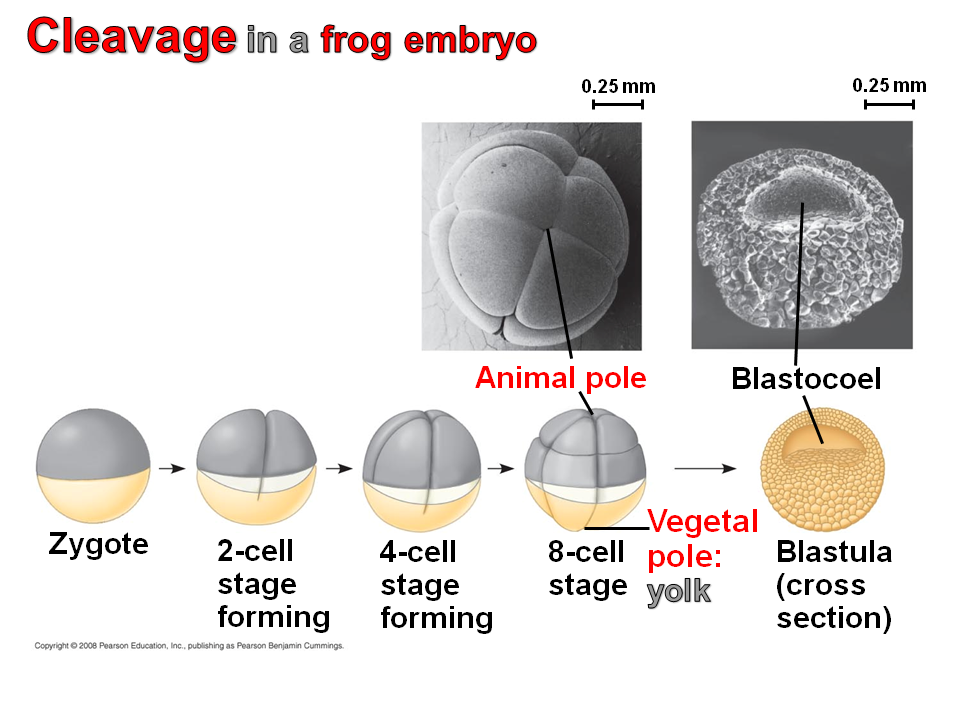 Cleavage in a frog embryo
0.25 mm
0.25 mm
Animal pole
Blastocoel
Zygote
2-cell
stage
forming
4-cell
stage
forming
8-cell
stage
Vegetal
pole:
yolk
Blastula
(cross
section)
Copyright © 2008 Pearson Education, Inc., publishing as Pearson Benjamin Cummings.